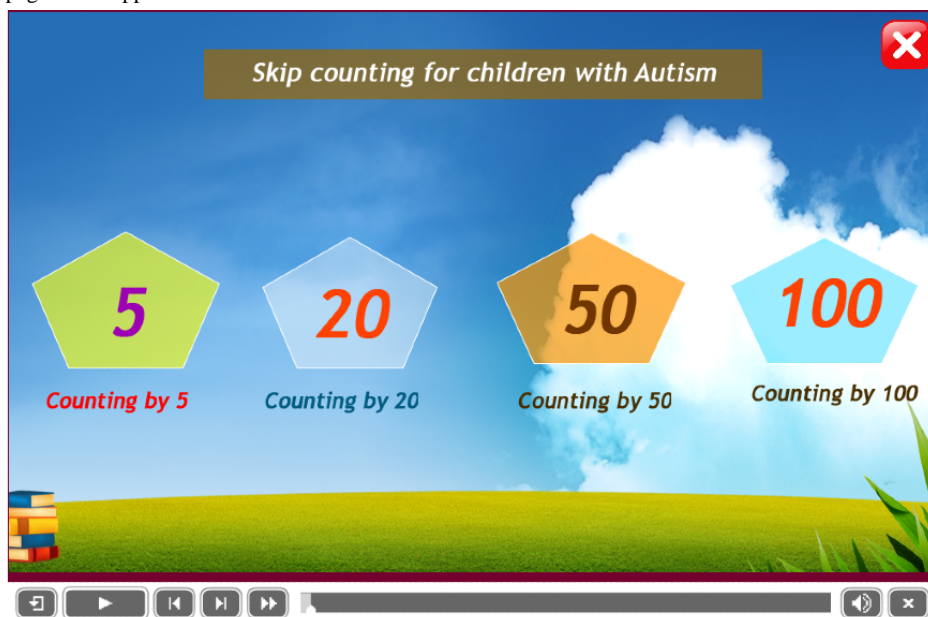 Skip counting for children with Autism
5
20
50
100
Counting by 5
Counting by 20
Counting by 50
Counting by 100